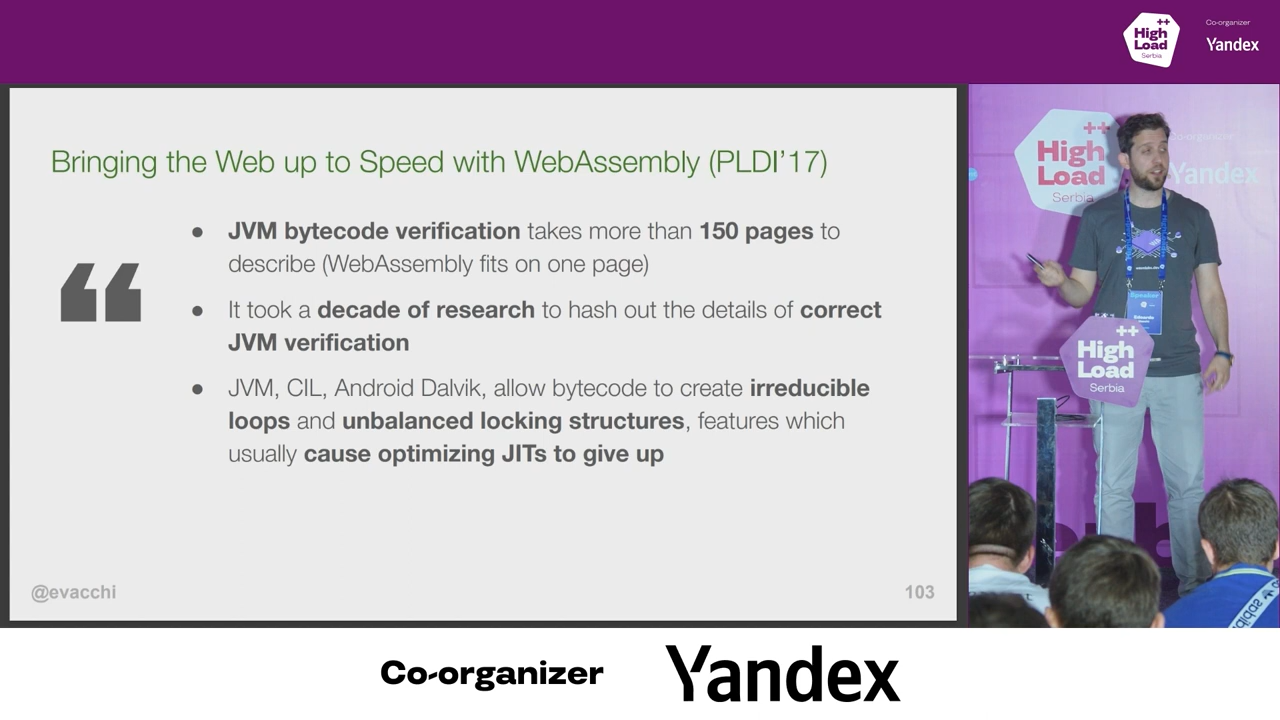 ++
High
Load
Serbia
Co-organizer
Yandex
Bringing the Web up to Speed with WebAssembly (PLDI’17)
● JVM bytecode verification takes more than 150 pages to
describe (WebAssembly fits on one page)
● It took a decade of research to hash out the details of correct
JVM verification
● JVM, CIL, Android Dalvik, allow bytecode to create irreducible
loops and unbalanced locking structures, features which
usually cause optimizing JITs to give up
@evacchi
103
++
High
Load
Serbia
Co-organizer
Yandex
Speaker
Edoardo
++
High
Load
Serbia
Co-organizer
Yandex